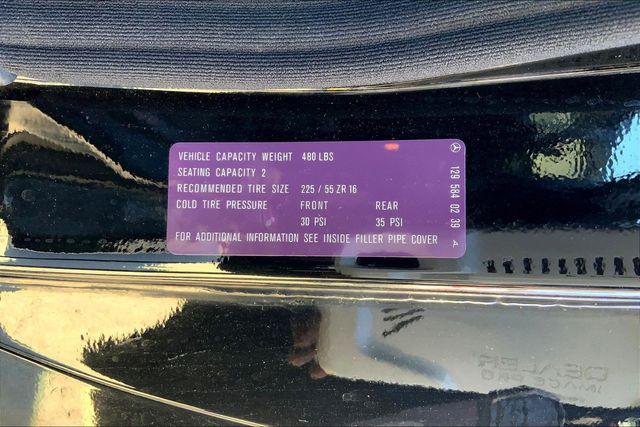 VEHICLE CAPACITY WEIGHT 480 LBS
SEATING CAPACITY 2
RECOMMENDED TIRE SIZE 225 / 55 ZR 16
COLD TIRE PRESSURE FRONT REAR
30 PSI 35 PSI
FOR ADDITIONAL INFORMATION SEE INSIDE FILLER PIPE COVER
129 584 02 39 A
DEALER